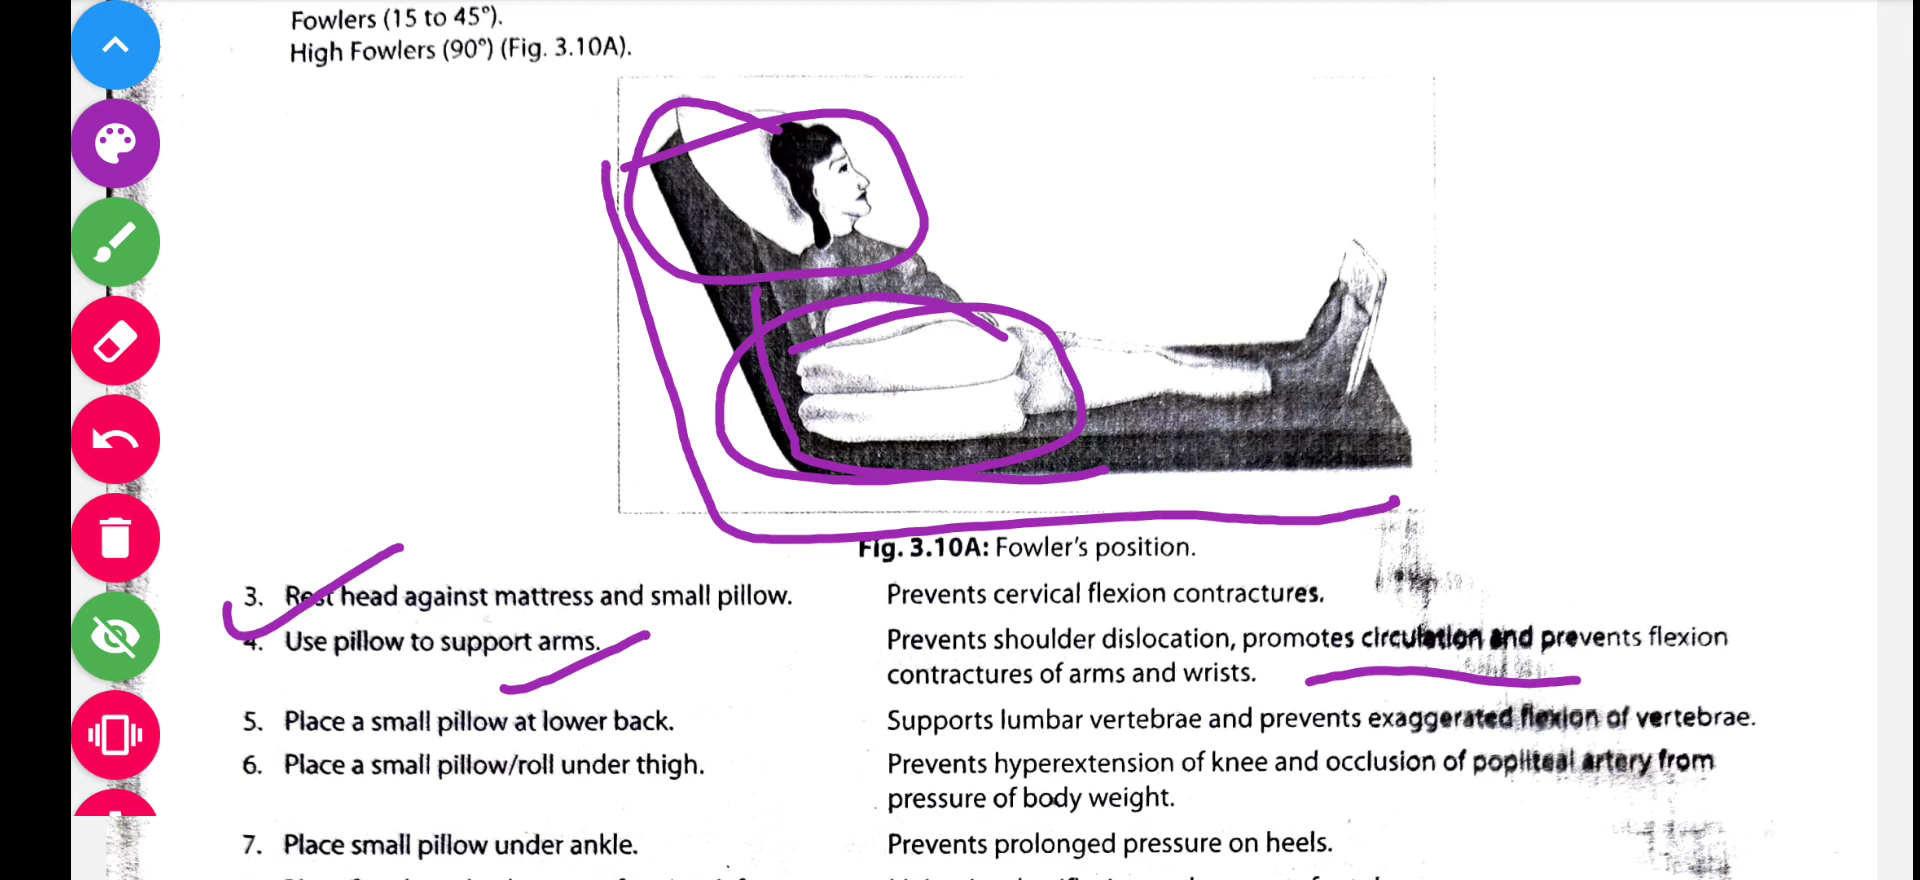 Fowlers (15 to 45°).
High Fowlers (90°) (Fig. 3.10A).
Fig. 3.10A: Fowler's position.
3. Rest head against mattress and small pillow. Prevents cervical flexion contractures.
4. Use pillow to support arms. Prevents shoulder dislocation, promotes circulation and prevents flexion
contractures of arms and wrists.
5. Place a small pillow at lower back. Supports lumbar vertebrae and prevents exaggerated flexion of vertebrae.
6. Place a small pillow/roll under thigh. Prevents hyperextension of knee and occlusion of popliteal artery from
pressure of body weight.
7. Place small pillow under ankle. Prevents prolonged pressure on heels.